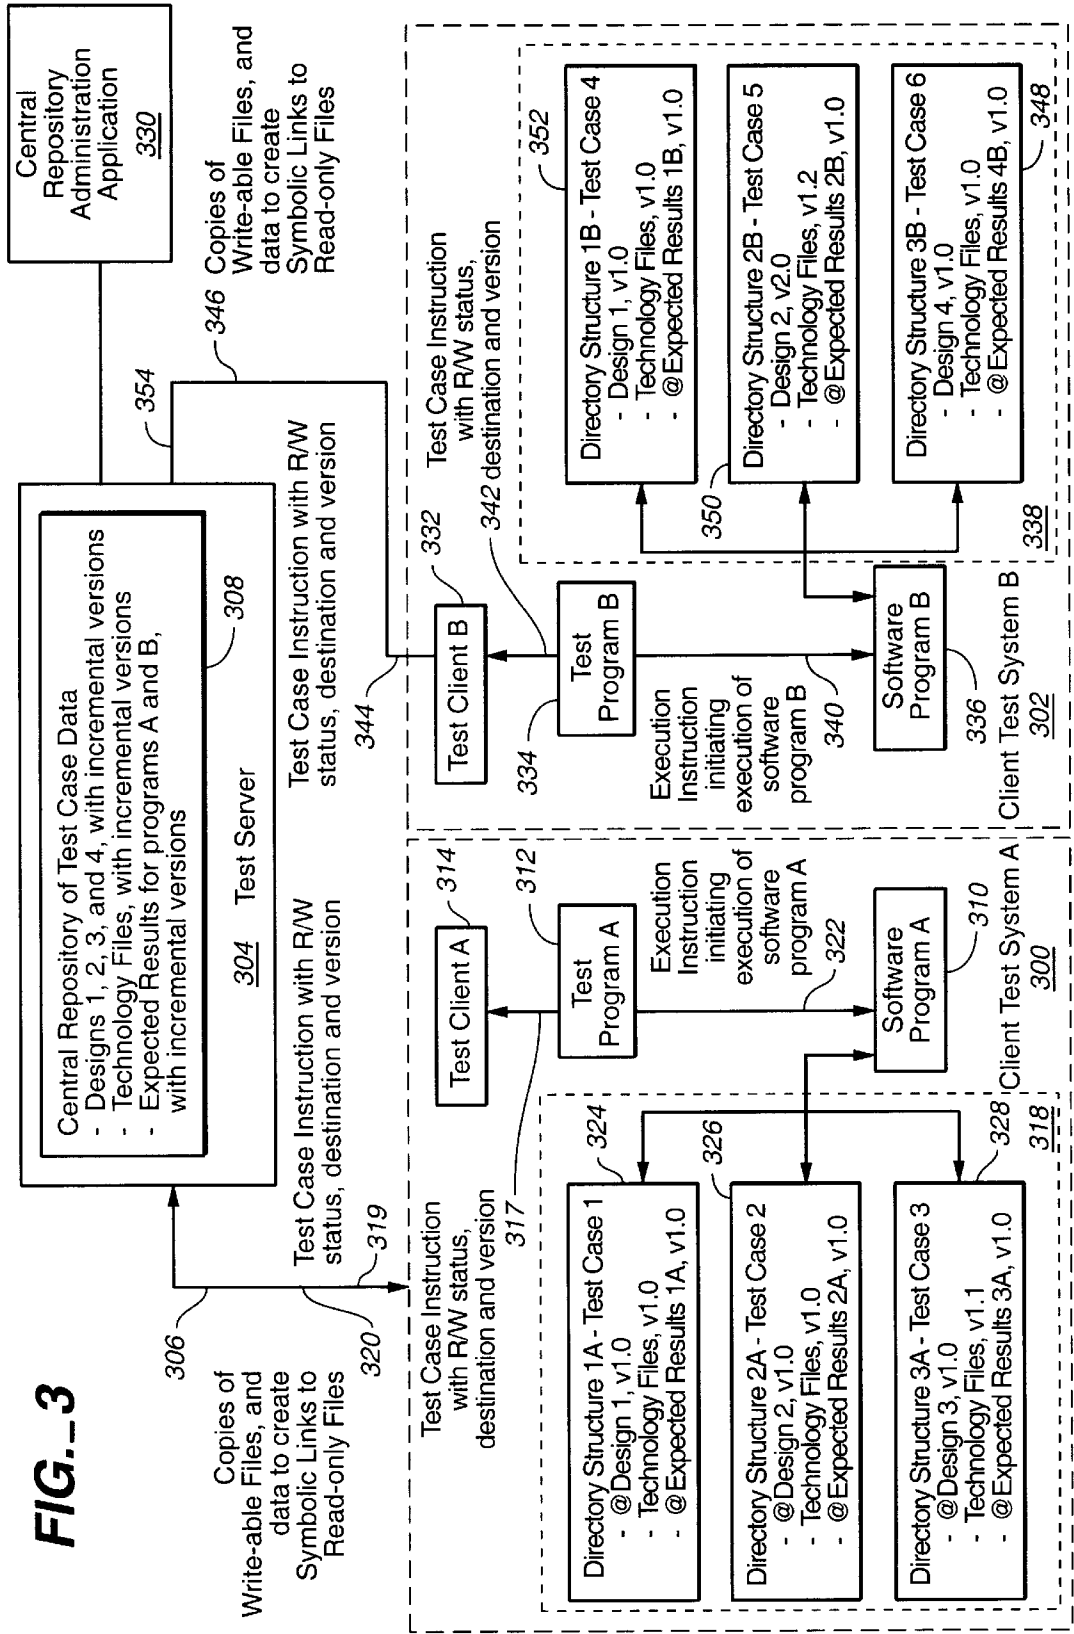 FIG._3
Central Repository of Test Case Data
- Designs 1, 2, 3, and 4, with incremental versions
- Technology Files, with incremental versions
- Expected Results for programs A and B,
with incremental versions
308
304
Test Server
Central
Repository
Administration
Application
330
306
Copies of
Write-able Files, and
data to create
Symbolic Links to
Read-only Files
320
319
Test Case Instruction with R/W
status, destination and version
Test Case Instruction with R/W
status, destination and version
344
354
346
Copies of
Write-able Files, and
data to create
Symbolic Links to
Read-only Files
Test Case Instruction
with R/W status,
destination and version
317
Test Client A
314
Test
Program A
312
Execution
Instruction
initiating
execution of
software
program A
322
Software
Program A
310
Client Test System A
300
Directory Structure 1A - Test Case 1
- @Design 1, v1.0
- Technology Files, v1.0
- @Expected Results 1A, v1.0
324
Directory Structure 2A - Test Case 2
- @Design 2, v1.0
- Technology Files, v1.0
- @Expected Results 2A, v1.0
326
Directory Structure 3A - Test Case 3
- @Design 3, v1.0
- Technology Files, v1.1
- @Expected Results 3A, v1.0
328
318
Test Client B
332
Test Case Instruction
with R/W status,
342 destination and version
Test
Program B
334
Execution
Instruction
initiating
execution of
software
program B
340
Software
Program B
336
Client Test System B
302
Directory Structure 1B - Test Case 4
- Design 1, v1.0
- Technology Files, v1.0
- @Expected Results 1B, v1.0
352
Directory Structure 2B - Test Case 5
- Design 2, v2.0
- Technology Files, v1.2
- @Expected Results 2B, v1.0
350
Directory Structure 3B - Test Case 6
- Design 4, v1.0
- Technology Files, v1.0
- @Expected Results 4B, v1.0
348
338